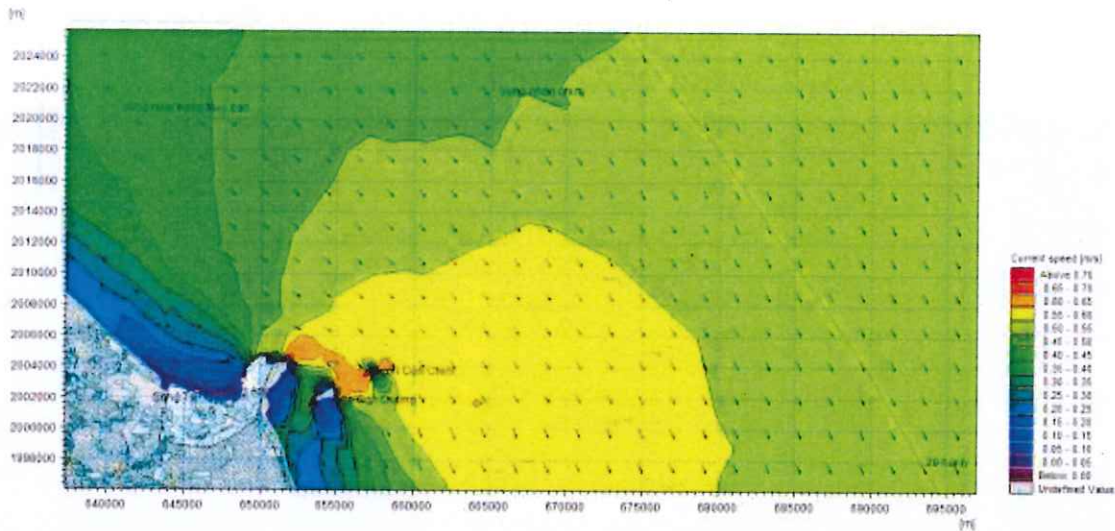 [m]
2024000
2022000
2020000
2018000
2016000
2014000
2012000
2010000
2008000
2006000
2004000
2002000
2000000
1998000
640000 645000 650000 655000 660000 665000 670000 675000 680000 685000 690000 695000
[m]
Current speed [m/s]
Above 0.70
0.65 - 0.70
0.60 - 0.65
0.55 - 0.60
0.50 - 0.55
0.45 - 0.50
0.40 - 0.45
0.35 - 0.40
0.30 - 0.35
0.25 - 0.30
0.20 - 0.25
0.15 - 0.20
0.10 - 0.15
0.05 - 0.10
0.00 - 0.05
Below 0.00
Undefined Value